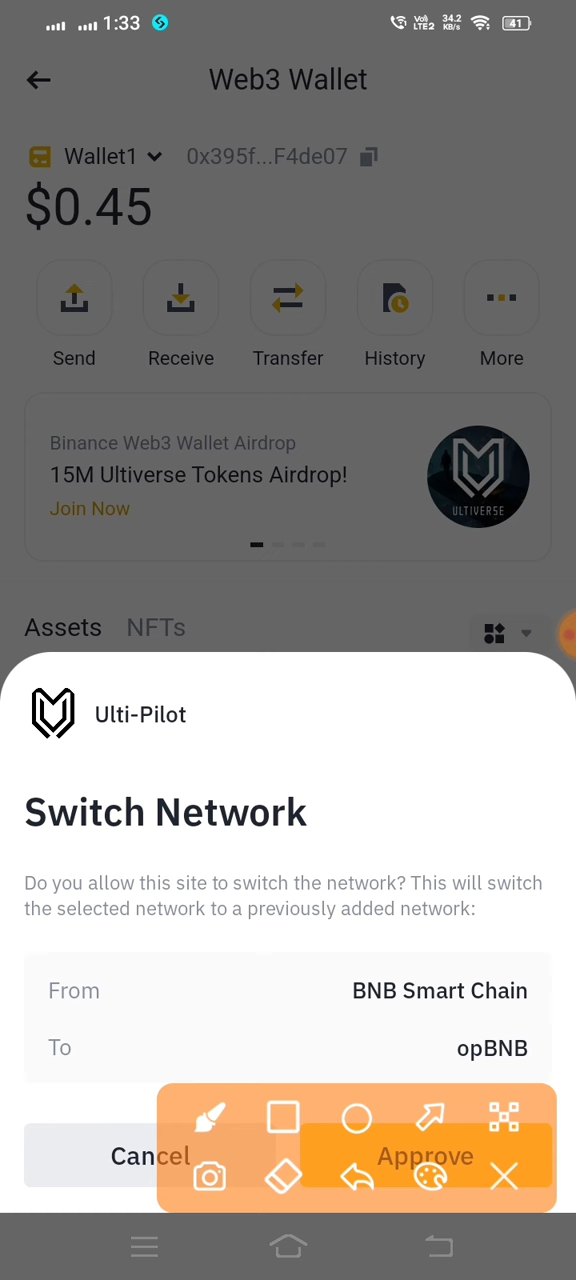 1:33
Vo)) LTE2
34.2 KB/s
41
Web3 Wallet
Wallet1 0x395f...F4de07
$0.45
Send Receive Transfer History More
Binance Web3 Wallet Airdrop
15M Ultiverse Tokens Airdrop!
Join Now
ULTIVERSE
Assets NFTs
Ulti-Pilot
Switch Network
Do you allow this site to switch the network? This will switch
the selected network to a previously added network:
From BNB Smart Chain
To opBNB
Cancel Approve